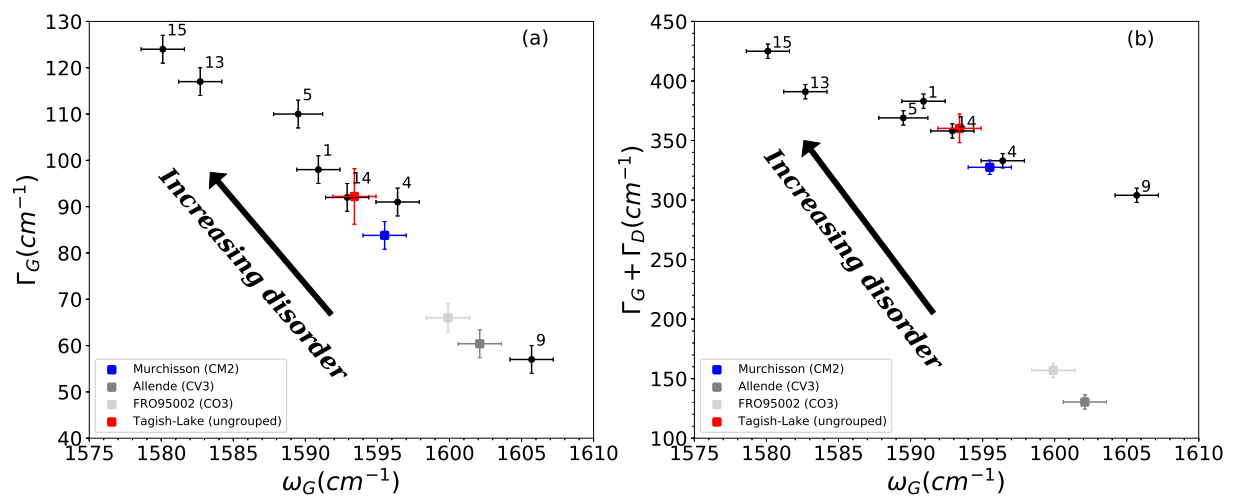 (a)
130
120
110
100
90
80
70
60
50
40
Γ_G(cm⁻¹)
15
13
5
1
14
4
9
Increasing disorder
Murchisson (CM2)
Allende (CV3)
FRO95002 (CO3)
Tagish-Lake (ungrouped)
1575 1580 1585 1590 1595 1600 1605 1610
ω_G(cm⁻¹)
(b)
450
400
350
300
250
200
150
100
Γ_G + Γ_D(cm⁻¹)
15
13
1
5
14
4
9
Increasing disorder
Murchisson (CM2)
Allende (CV3)
FRO95002 (CO3)
Tagish-Lake (ungrouped)
1575 1580 1585 1590 1595 1600 1605 1610
ω_G(cm⁻¹)